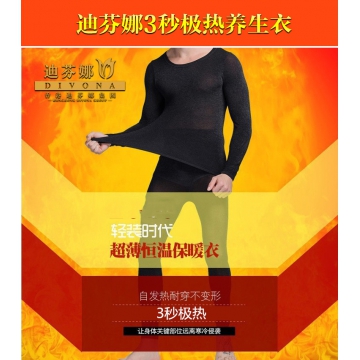 迪芬娜3秒极热养生衣
迪芬娜
DIVONA
轻装时代
超薄恒温保暖衣
自发热耐穿不变形
3秒极热
让身体关键部位远离寒冷侵袭